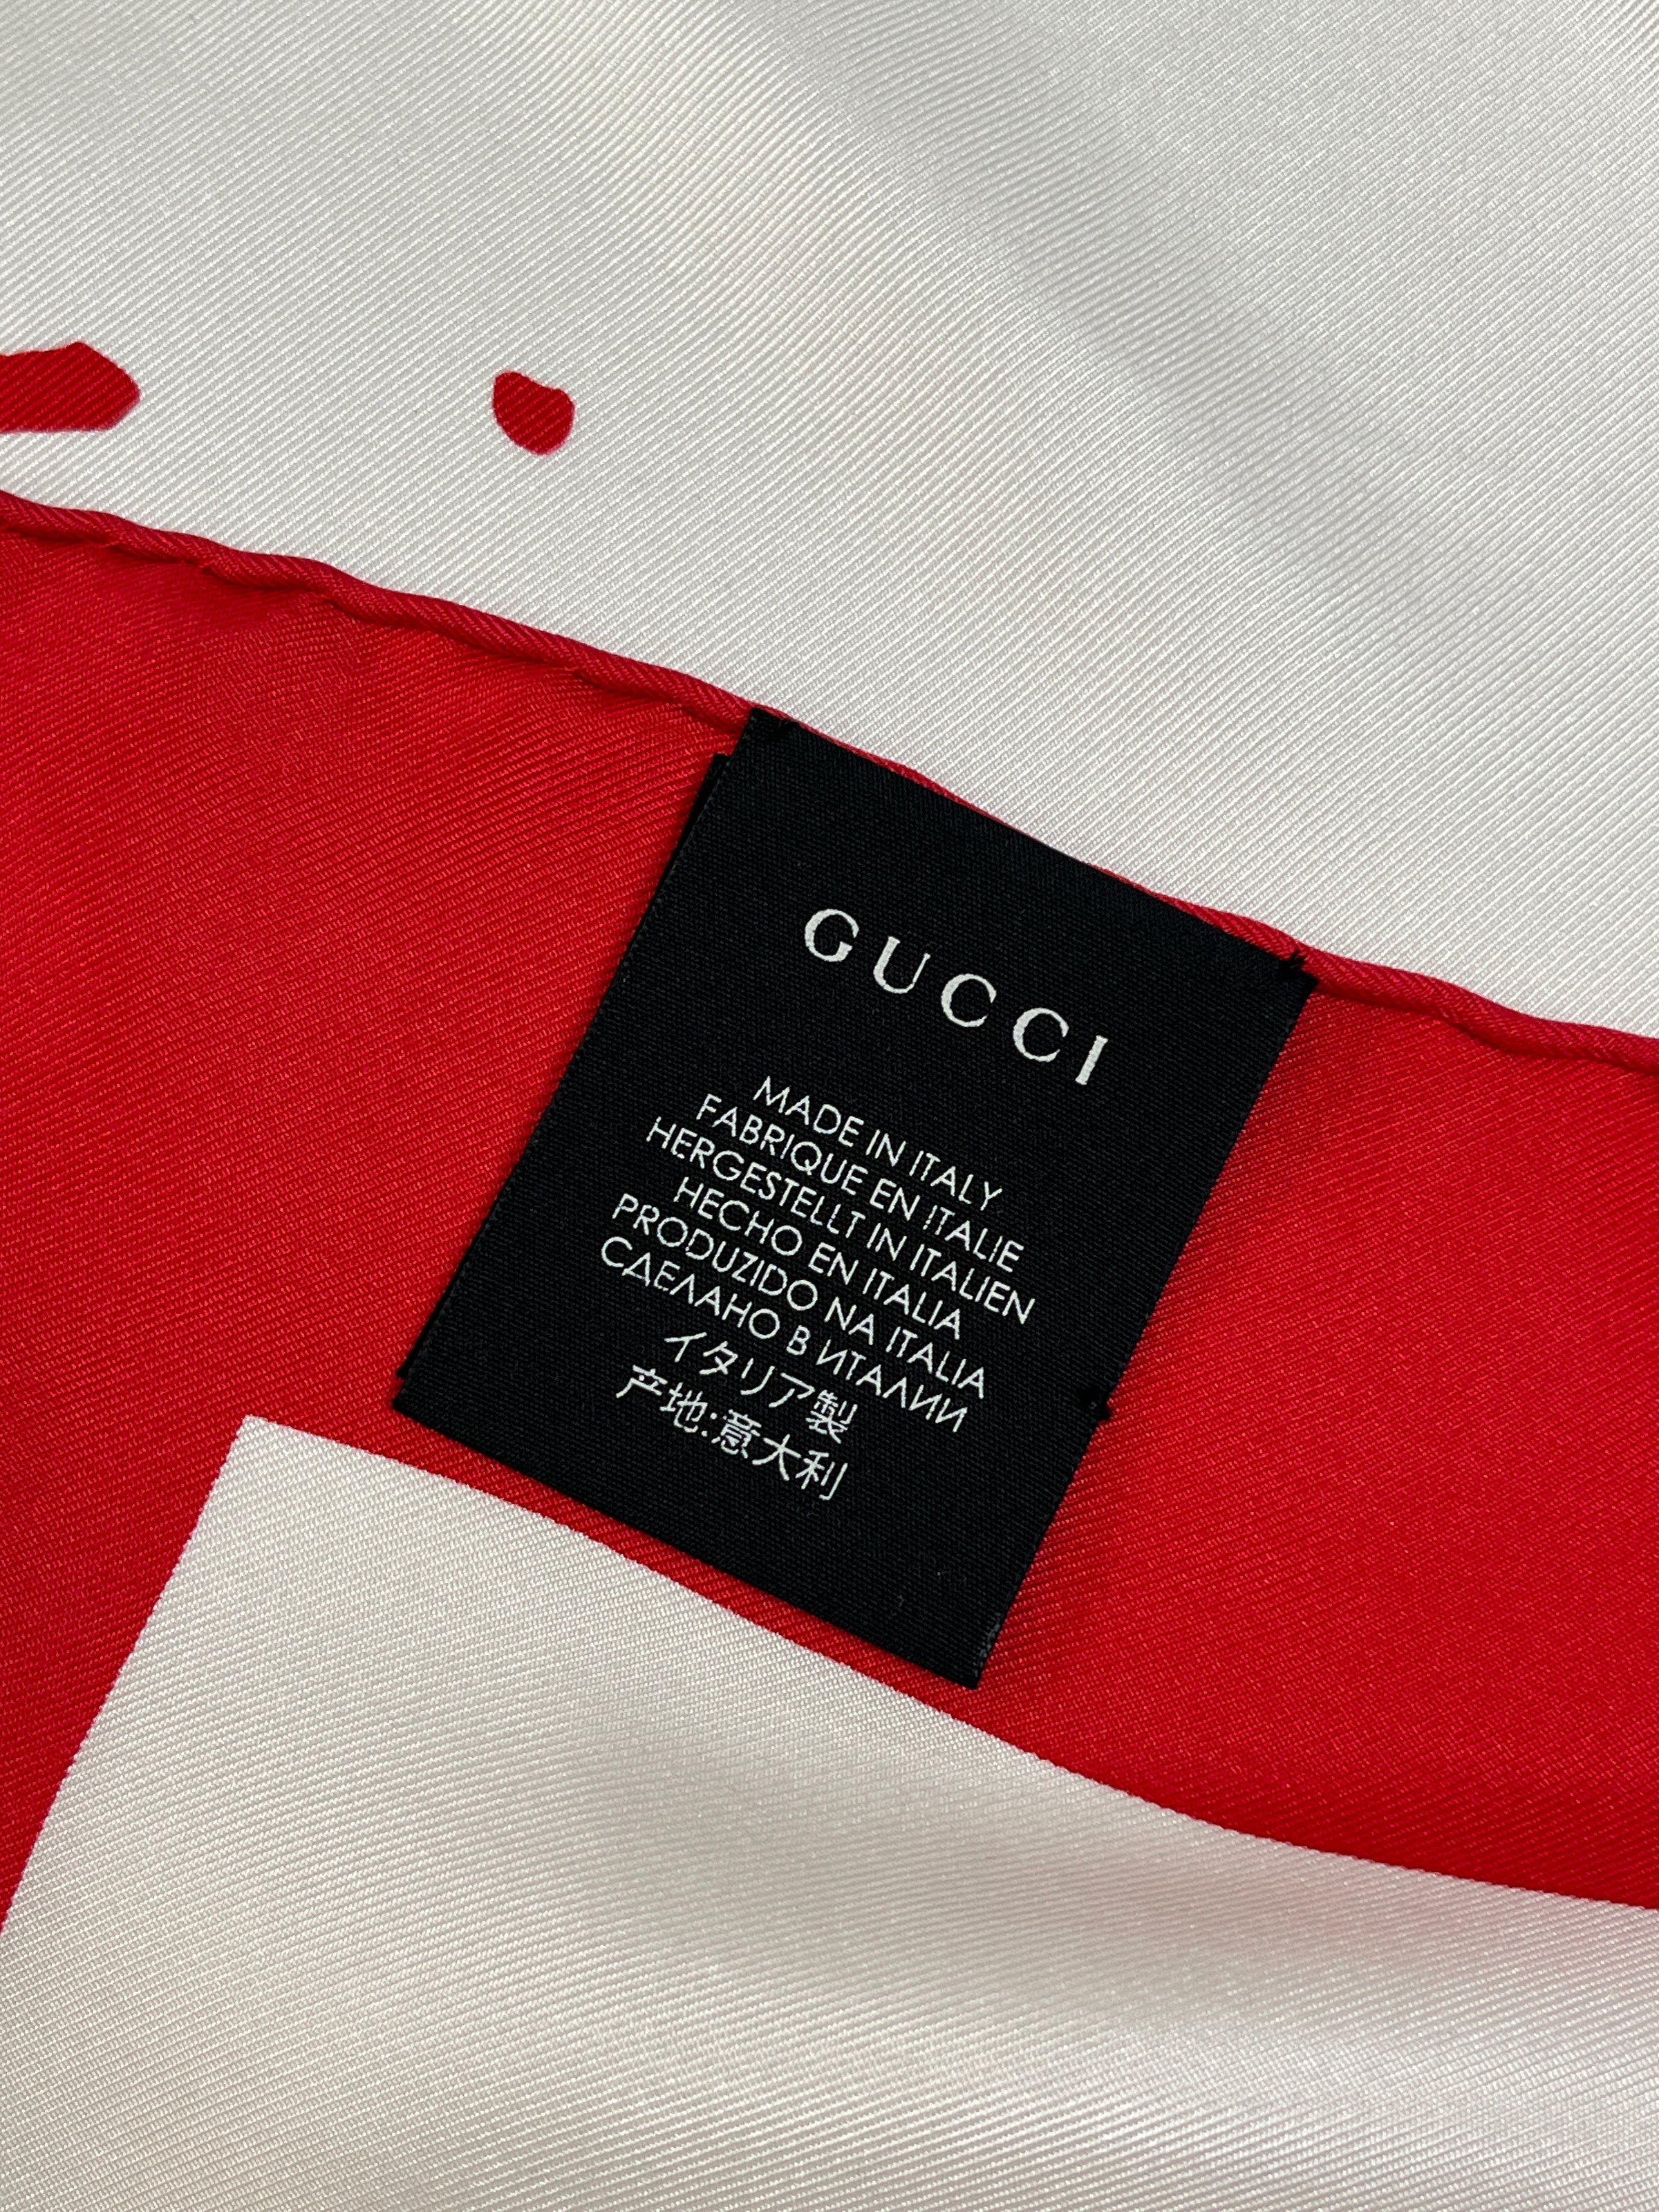 GUCCI
MADE IN ITALY
FABRIQUE EN ITALIE
HERGESTELLT IN ITALIEN
HECHO EN ITALIA
PRODUZIDO NA ITALIA
СДЕЛАНО В ИТАЛИИ
イタリア製
产地:意大利